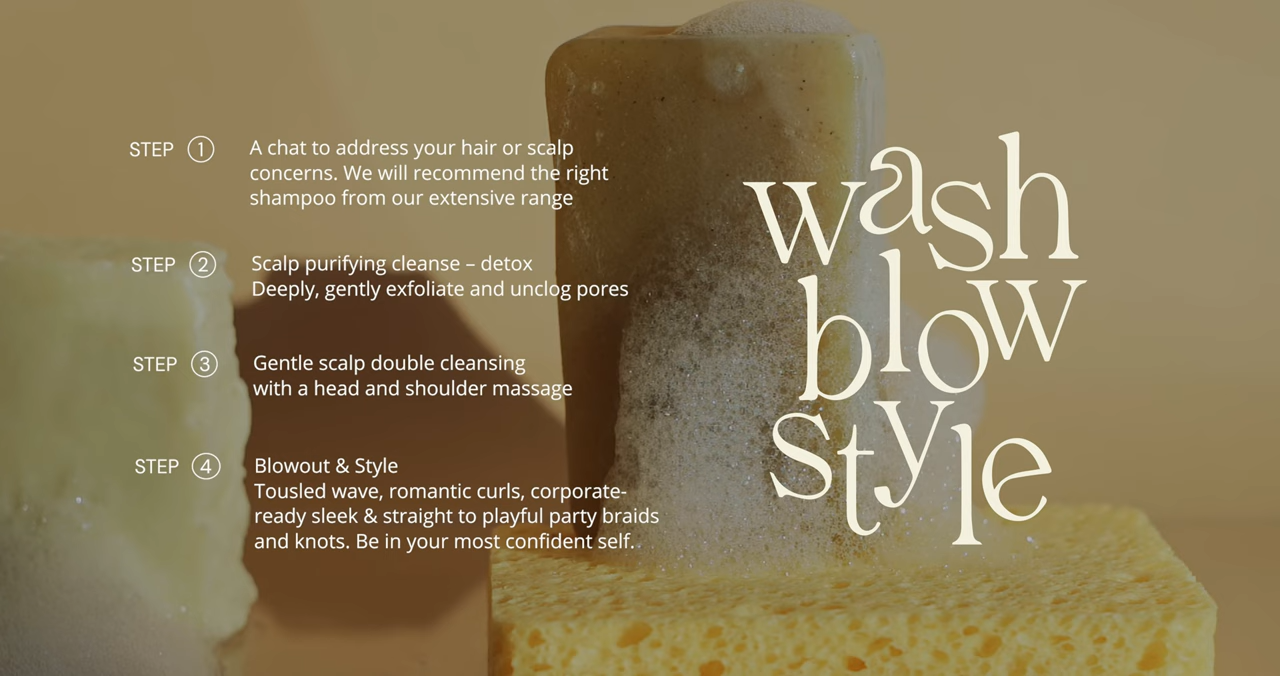 STEP 1 A chat to address your hair or scalp
concerns. We will recommend the right
shampoo from our extensive range
STEP 2 Scalp purifying cleanse – detox
Deeply, gently exfoliate and unclog pores
STEP 3 Gentle scalp double cleansing
with a head and shoulder massage
STEP 4 Blowout & Style
Tousled wave, romantic curls, corporate-
ready sleek & straight to playful party braids
and knots. Be in your most confident self.
wash
blow
style